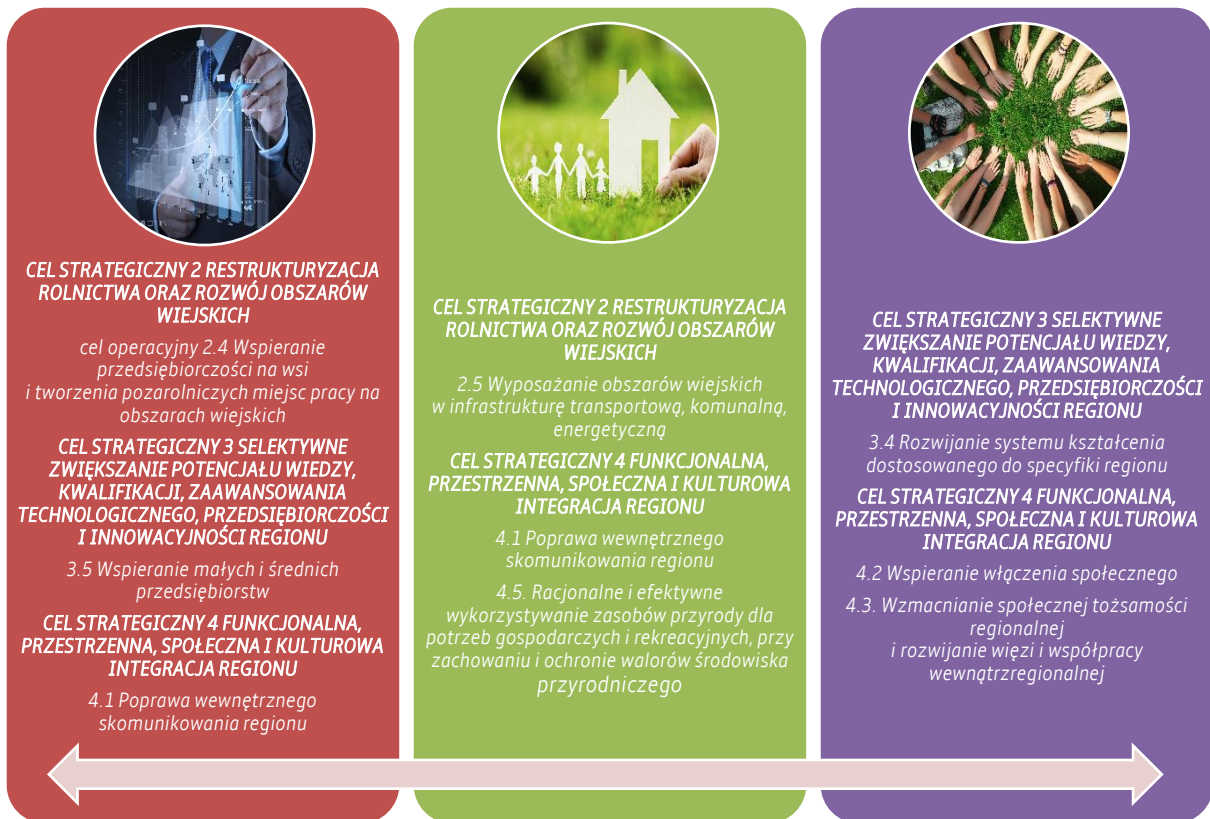 CEL STRATEGICZNY 2 RESTRUKTURYZACJA
ROLNICTWA ORAZ ROZWÓJ OBSZARÓW
WIEJSKICH
cel operacyjny 2.4 Wspieranie
przedsiębiorczości na wsi
i tworzenia pozarolniczych miejsc pracy na
obszarach wiejskich
CEL STRATEGICZNY 3 SELEKTYWNE
ZWIĘKSZANIE POTENCJAŁU WIEDZY,
KWALIFIKACJI, ZAAWANSOWANIA
TECHNOLOGICZNEGO, PRZEDSIĘBIORCZOŚCI
I INNOWACYJNOŚCI REGIONU
3.5 Wspieranie małych i średnich
przedsiębiorstw
CEL STRATEGICZNY 4 FUNKCJONALNA,
PRZESTRZENNA, SPOŁECZNA I KULTUROWA
INTEGRACJA REGIONU
4.1 Poprawa wewnętrznego
skomunikowania regionu
CEL STRATEGICZNY 2 RESTRUKTURYZACJA
ROLNICTWA ORAZ ROZWÓJ OBSZARÓW
WIEJSKICH
2.5 Wyposażanie obszarów wiejskich
w infrastrukturę transportową, komunalną,
energetyczną
CEL STRATEGICZNY 4 FUNKCJONALNA,
PRZESTRZENNA, SPOŁECZNA I KULTUROWA
INTEGRACJA REGIONU
4.1 Poprawa wewnętrznego
skomunikowania regionu
4.5. Racjonalne i efektywne
wykorzystywanie zasobów przyrody dla
potrzeb gospodarczych i rekreacyjnych, przy
zachowaniu i ochronie walorów środowiska
przyrodniczego
CEL STRATEGICZNY 3 SELEKTYWNE
ZWIĘKSZANIE POTENCJAŁU WIEDZY,
KWALIFIKACJI, ZAAWANSOWANIA
TECHNOLOGICZNEGO, PRZEDSIĘBIORCZOŚCI
I INNOWACYJNOŚCI REGIONU
3.4 Rozwijanie systemu kształcenia
dostosowanego do specyfiki regionu
CEL STRATEGICZNY 4 FUNKCJONALNA,
PRZESTRZENNA, SPOŁECZNA I KULTUROWA
INTEGRACJA REGIONU
4.2 Wspieranie włączenia społecznego
4.3. Wzmacnianie społecznej tożsamości
regionalnej
i rozwijanie więzi i współpracy
wewnątrzregionalnej